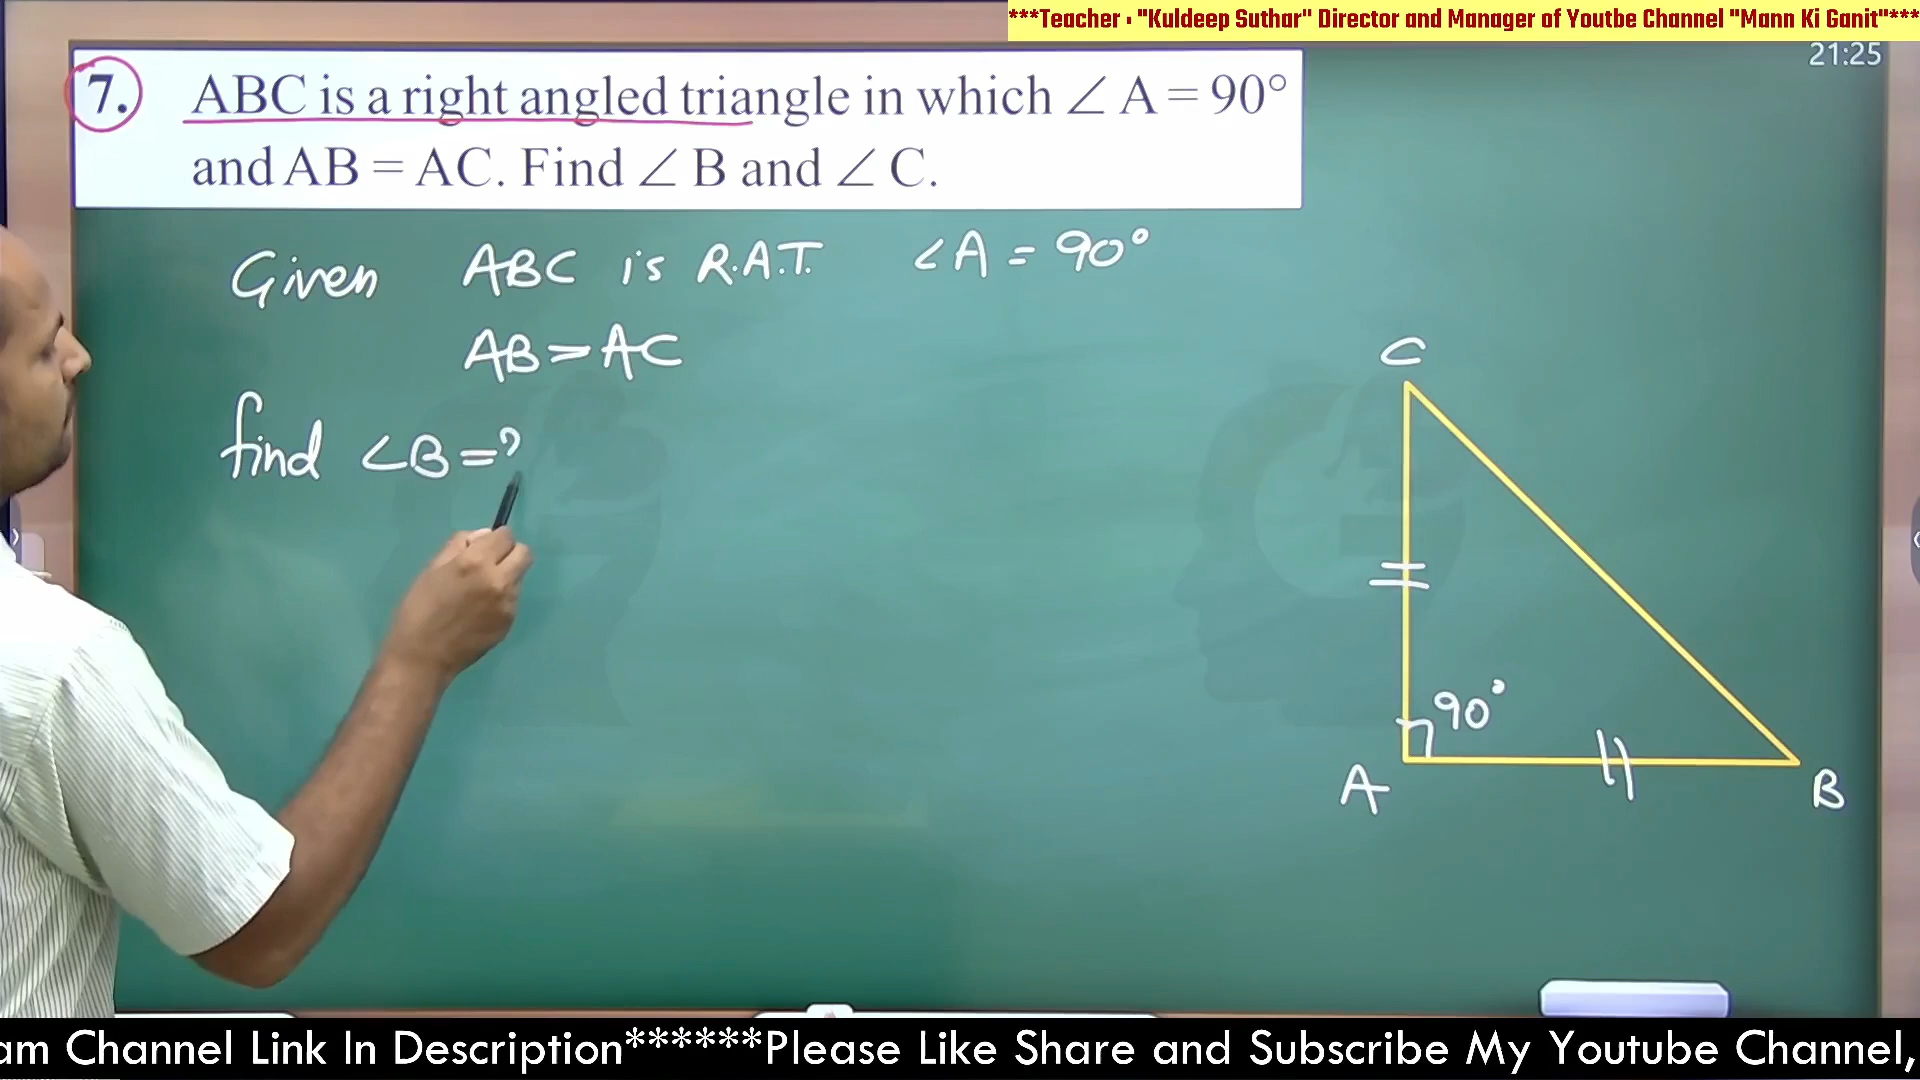 ***Teacher : "Kuldeep Suthar" Director and Manager of Youtbe Channel "Mann Ki Ganit"***
21:25
7. ABC is a right angled triangle in which ∠ A = 90°
and AB = AC. Find ∠ B and ∠ C.
Given ABC is R.A.T. ∠A = 90°
AB = AC
find ∠B = ?
C
90°
A
B
am Channel Link In Description******Please Like Share and Subscribe My Youtube Channel,